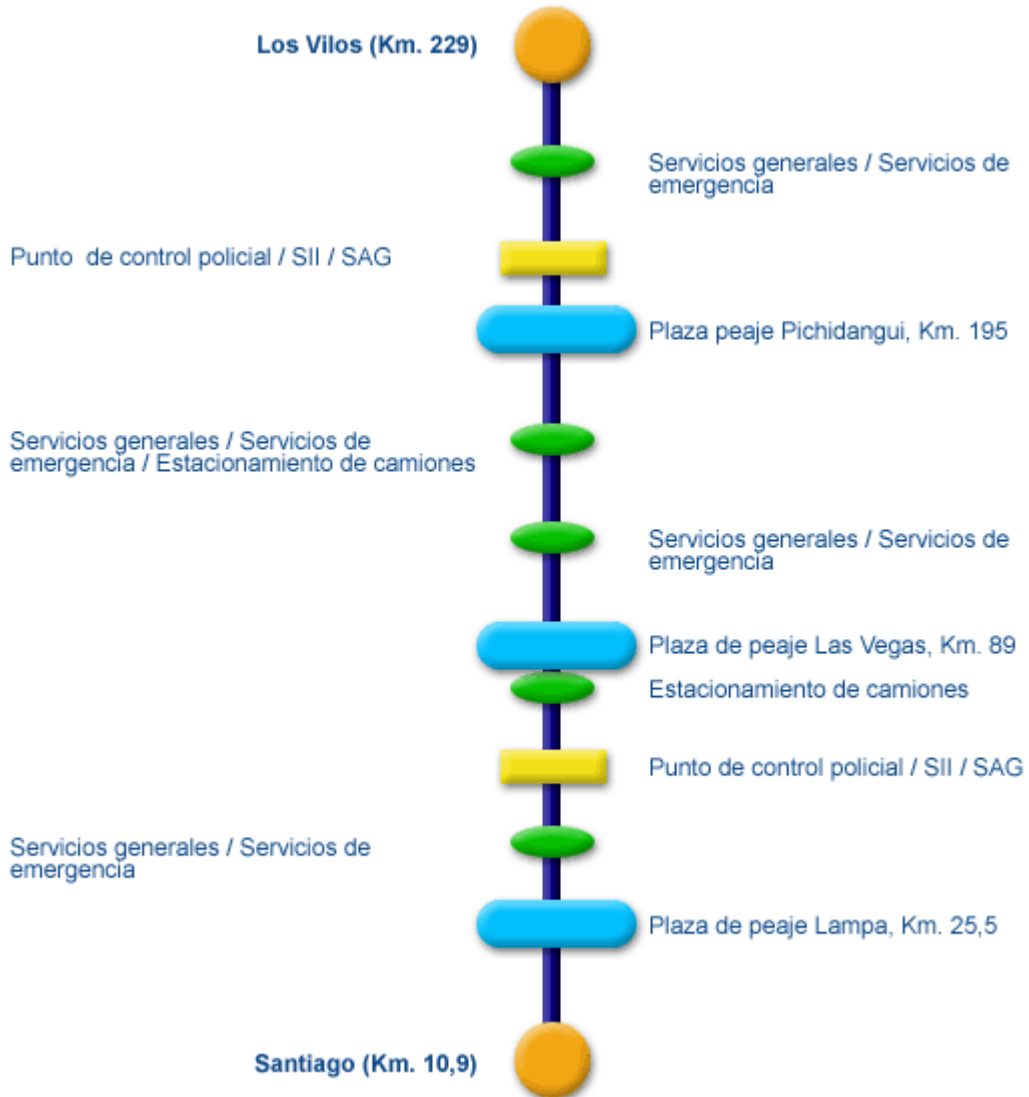 Los Vilos (Km. 229)
Servicios generales / Servicios de
emergencia
Punto  de control policial / SII / SAG
Plaza peaje Pichidangui, Km. 195
Servicios generales / Servicios de
emergencia / Estacionamiento de camiones
Servicios generales / Servicios de
emergencia
Plaza de peaje Las Vegas, Km. 89
Estacionamiento de camiones
Punto de control policial / SII / SAG
Servicios generales / Servicios de
emergencia
Plaza de peaje Lampa, Km. 25,5
Santiago (Km. 10,9)